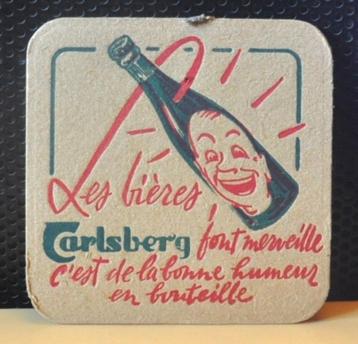 Les bières
Carlsberg font merveille
c'est de la bonne humeur
en bouteille